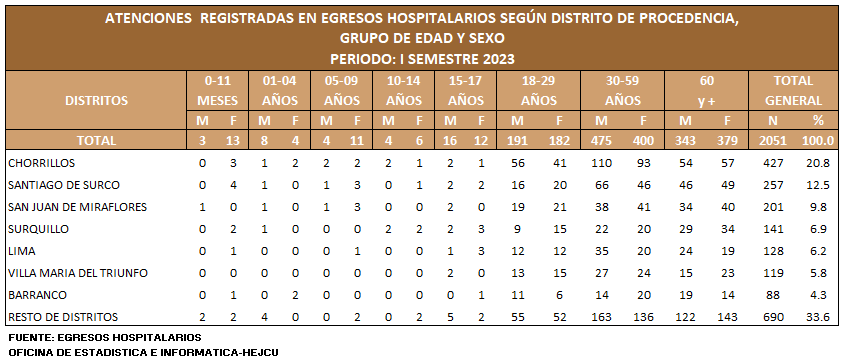 ATENCIONES REGISTRADAS EN EGRESOS HOSPITALARIOS SEGÚN DISTRITO DE PROCEDENCIA,
GRUPO DE EDAD Y SEXO
PERIODO: I SEMESTRE 2023
DISTRITOS 0-11 MESES 01-04 AÑOS 05-09 AÑOS 10-14 AÑOS 15-17 AÑOS 18-29 AÑOS 30-59 AÑOS 60 y + TOTAL GENERAL
M F M F M F M F M F M F M F M F N %
TOTAL 3 13 8 4 4 11 4 6 16 12 191 182 475 400 343 379 2051 100.0
CHORRILLOS 0 3 1 2 2 2 2 1 2 1 56 41 110 93 54 57 427 20.8
SANTIAGO DE SURCO 0 4 1 0 1 3 0 1 2 2 16 20 66 46 46 49 257 12.5
SAN JUAN DE MIRAFLORES 1 0 1 0 1 3 0 0 2 0 19 21 38 41 34 40 201 9.8
SURQUILLO 0 2 1 0 0 0 2 2 2 3 9 15 22 20 29 34 141 6.9
LIMA 0 1 0 0 0 1 0 0 1 3 12 12 35 20 24 19 128 6.2
VILLA MARIA DEL TRIUNFO 0 0 0 0 0 0 0 0 2 0 13 15 27 24 15 23 119 5.8
BARRANCO 0 1 0 2 0 0 0 0 0 1 11 6 14 20 19 14 88 4.3
RESTO DE DISTRITOS 2 2 4 0 0 2 0 2 5 2 55 52 163 136 122 143 690 33.6
FUENTE: EGRESOS HOSPITALARIOS
OFICINA DE ESTADISTICA E INFORMATICA-HEJCU